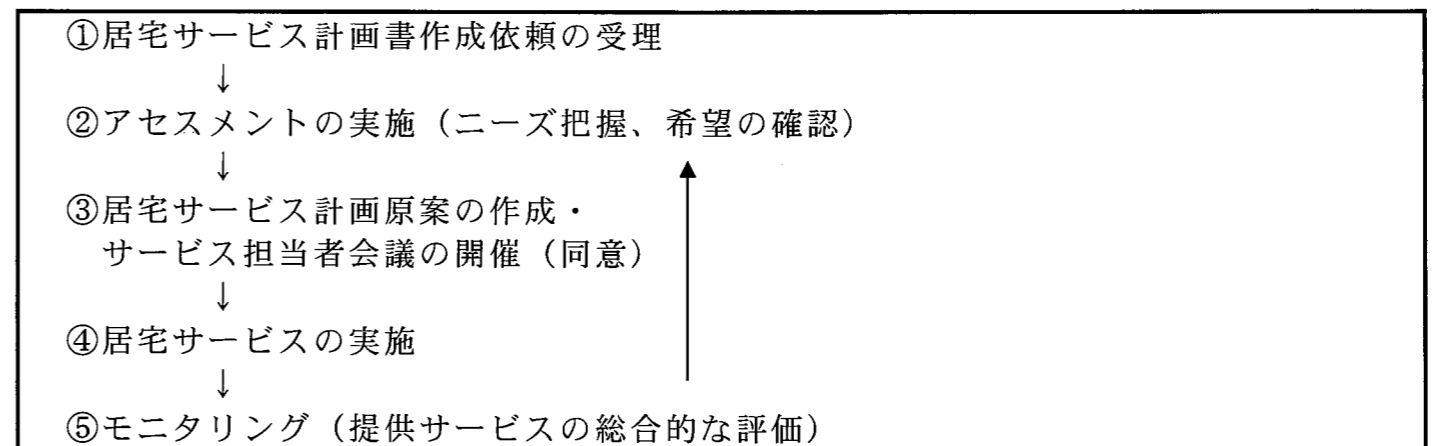 ①居宅サービス計画書作成依頼の受理
↓
②アセスメントの実施（ニーズ把握、希望の確認）
↓
③居宅サービス計画原案の作成・
サービス担当者会議の開催（同意）
↓
④居宅サービスの実施
↓
⑤モニタリング（提供サービスの総合的な評価）